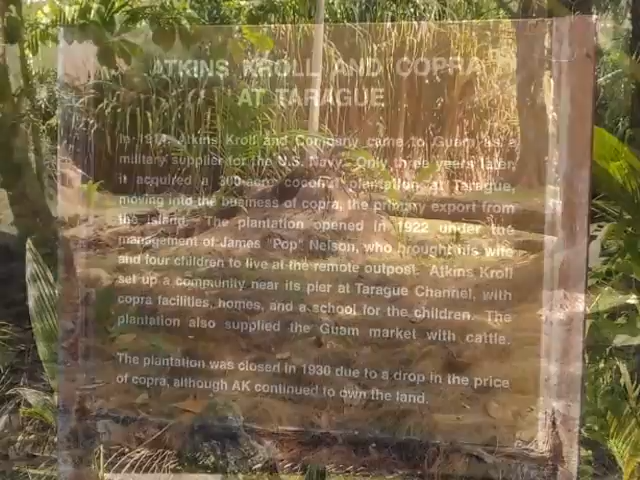 ATKINS KROLL AND COPRA
AT TARAGUE
In Atkins Kroll and Company came to Guam as a
military supplier for the U.S. Navy. Only three years later,
it acquired a 300-acre coconut plantation at Tarague,
moving into the business of copra, the primary export from
the island. The plantation opened in 1922 under the
management of James "Pop" Nelson, who brought his wife
and four children to live at the remote outpost. Atkins Kroll
set up a community near its pier at Tarague Channel, with
copra facilities, homes, and a school for the children. The
plantation also supplied the Guam market with cattle.
The plantation was closed in 1930 due to a drop in the price
of copra, although AK continued to own the land.